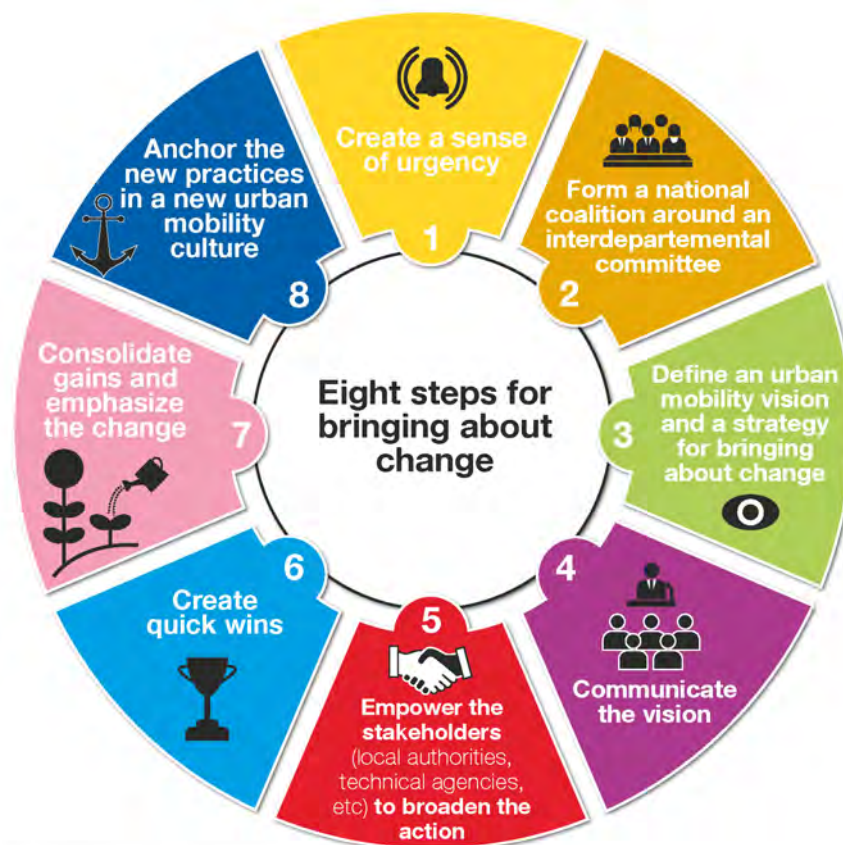 Eight steps for
bringing about
change
Create a sense
of urgency
1
Form a national
coalition around an
interdepartemental
committee
2
Define an urban
mobility vision
and a strategy
for bringing
about change
3
4
Communicate
the vision
5
Empower the
stakeholders
(local authorities,
technical agencies,
etc) to broaden the
action
6
Create
quick wins
Consolidate
gains and
emphasize
the change
7
Anchor the
new practices
in a new urban
mobility
culture
8